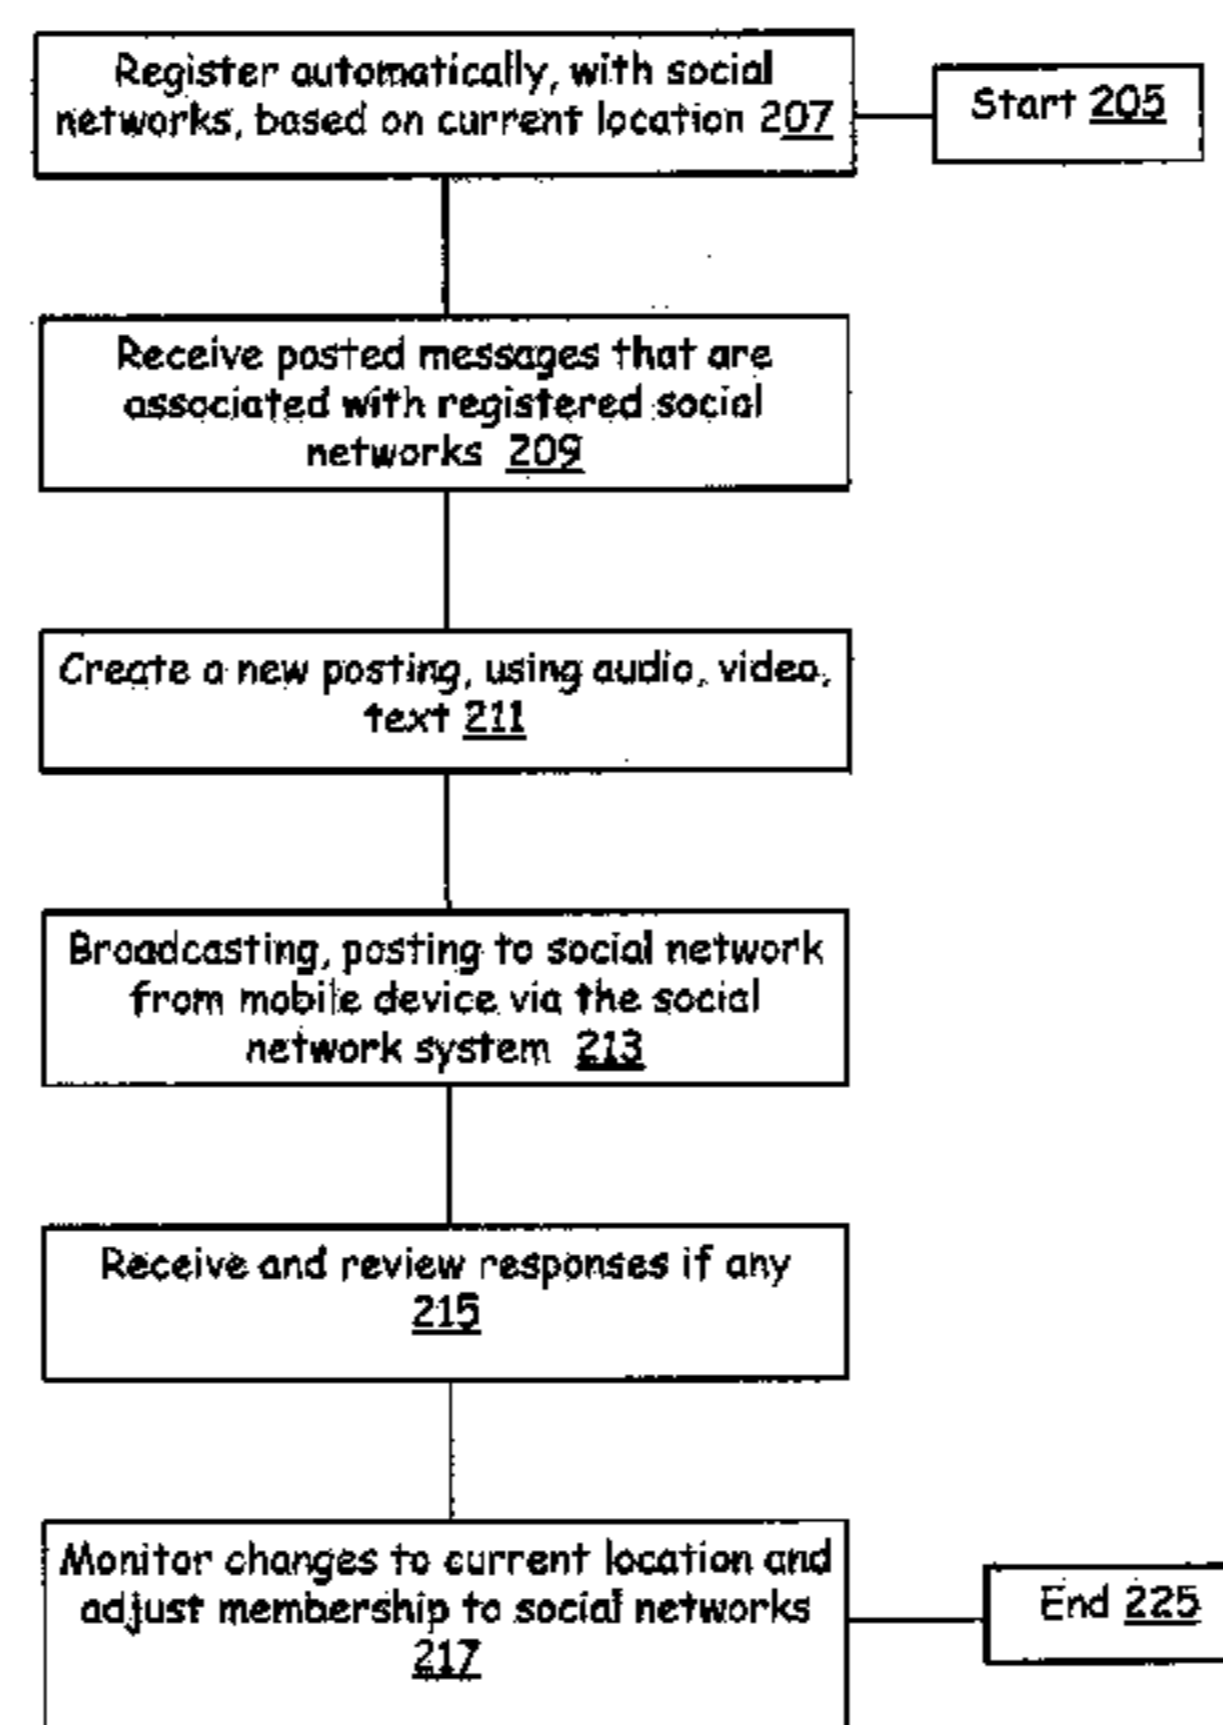 Start 205
Register automatically, with social
networks, based on current location 207
Receive posted messages that are
associated with registered social
networks 209
Create a new posting, using audio, video,
text 211
Broadcasting, posting to social network
from mobile device via the social
network system 213
Receive and review responses if any
215
Monitor changes to current location and
adjust membership to social networks
217
End 225